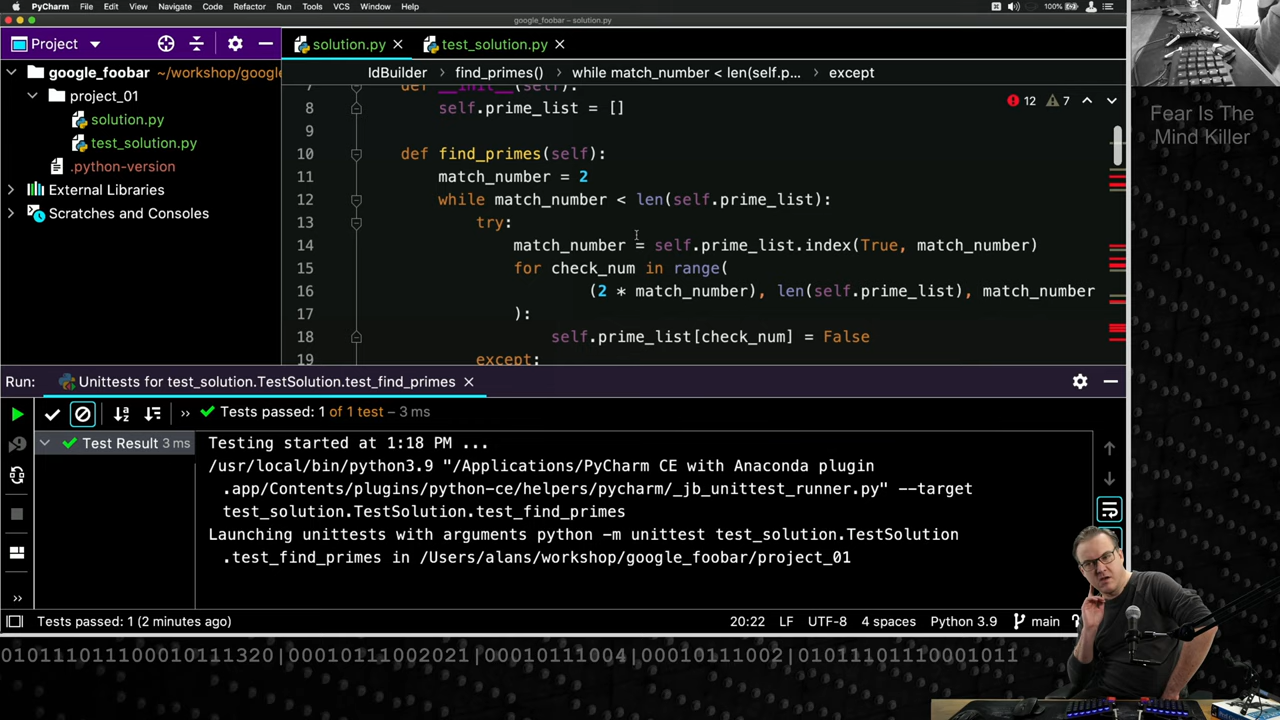 PyCharm File Edit View Navigate Code Refactor Run Tools VCS Window Help
100%
google_foobar – solution.py
Project
solution.py
test_solution.py
google_foobar ~/workshop/google
project_01
solution.py
test_solution.py
.python-version
External Libraries
Scratches and Consoles
IdBuilder find_primes() while match_number < len(self.p... except
12 7
7 def __init__(self):
8 self.prime_list = []
9
10 def find_primes(self):
11 match_number = 2
12 while match_number < len(self.prime_list):
13 try:
14 match_number = self.prime_list.index(True, match_number)
15 for check_num in range(
16 (2 * match_number), len(self.prime_list), match_number
17 ):
18 self.prime_list[check_num] = False
19 except:
Fear Is The
Mind Killer
Run: Unittests for test_solution.TestSolution.test_find_primes
Tests passed: 1 of 1 test – 3 ms
Test Result 3 ms
Testing started at 1:18 PM ...
/usr/local/bin/python3.9 "/Applications/PyCharm CE with Anaconda plugin
.app/Contents/plugins/python-ce/helpers/pycharm/_jb_unittest_runner.py" --target
test_solution.TestSolution.test_find_primes
Launching unittests with arguments python -m unittest test_solution.TestSolution
.test_find_primes in /Users/alans/workshop/google_foobar/project_01
Tests passed: 1 (2 minutes ago)
20:22 LF UTF-8 4 spaces Python 3.9 main
010111011100010111320|000101110022021|00010111004|00010111002|01011101110001011